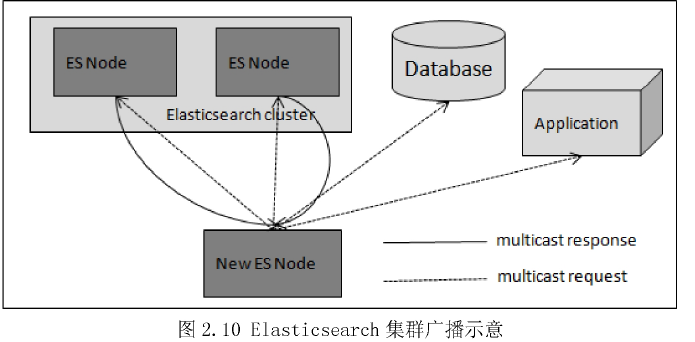 ES Node
ES Node
Elasticsearch cluster
Database
Application
New ES Node
multicast response
multicast request
图 2.10 Elasticsearch 集群广播示意